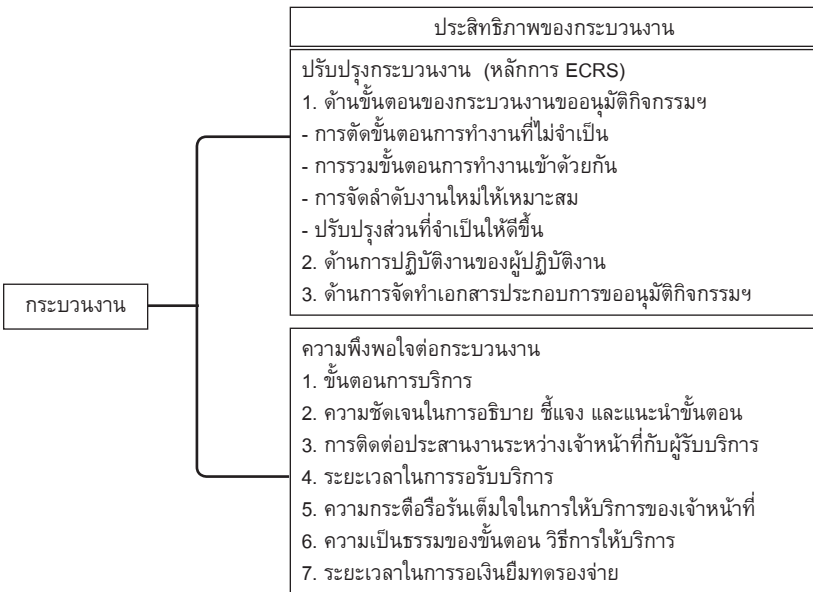 ประสิทธิภาพของกระบวนงาน
ปรับปรุงกระบวนงาน (หลักการ ECRS)
1. ด้านขั้นตอนของกระบวนงานขออนุมัติกิจกรรมฯ
- การตัดขั้นตอนการทำงานที่ไม่จำเป็น
- การรวมขั้นตอนการทำงานเข้าด้วยกัน
- การจัดลำดับงานใหม่ให้เหมาะสม
- ปรับปรุงส่วนที่จำเป็นให้ดีขึ้น
2. ด้านการปฏิบัติงานของผู้ปฏิบัติงาน
3. ด้านการจัดทำเอกสารประกอบการขออนุมัติกิจกรรมฯ
กระบวนงาน
ความพึงพอใจต่อกระบวนงาน
1. ขั้นตอนการบริการ
2. ความชัดเจนในการอธิบาย ชี้แจง และแนะนำขั้นตอน
3. การติดต่อประสานงานระหว่างเจ้าหน้าที่กับผู้รับบริการ
4. ระยะเวลาในการรอรับบริการ
5. ความกระตือรือร้นเต็มใจในการให้บริการของเจ้าหน้าที่
6. ความเป็นธรรมของขั้นตอน วิธีการให้บริการ
7. ระยะเวลาในการรอเงินยืมทดรองจ่าย